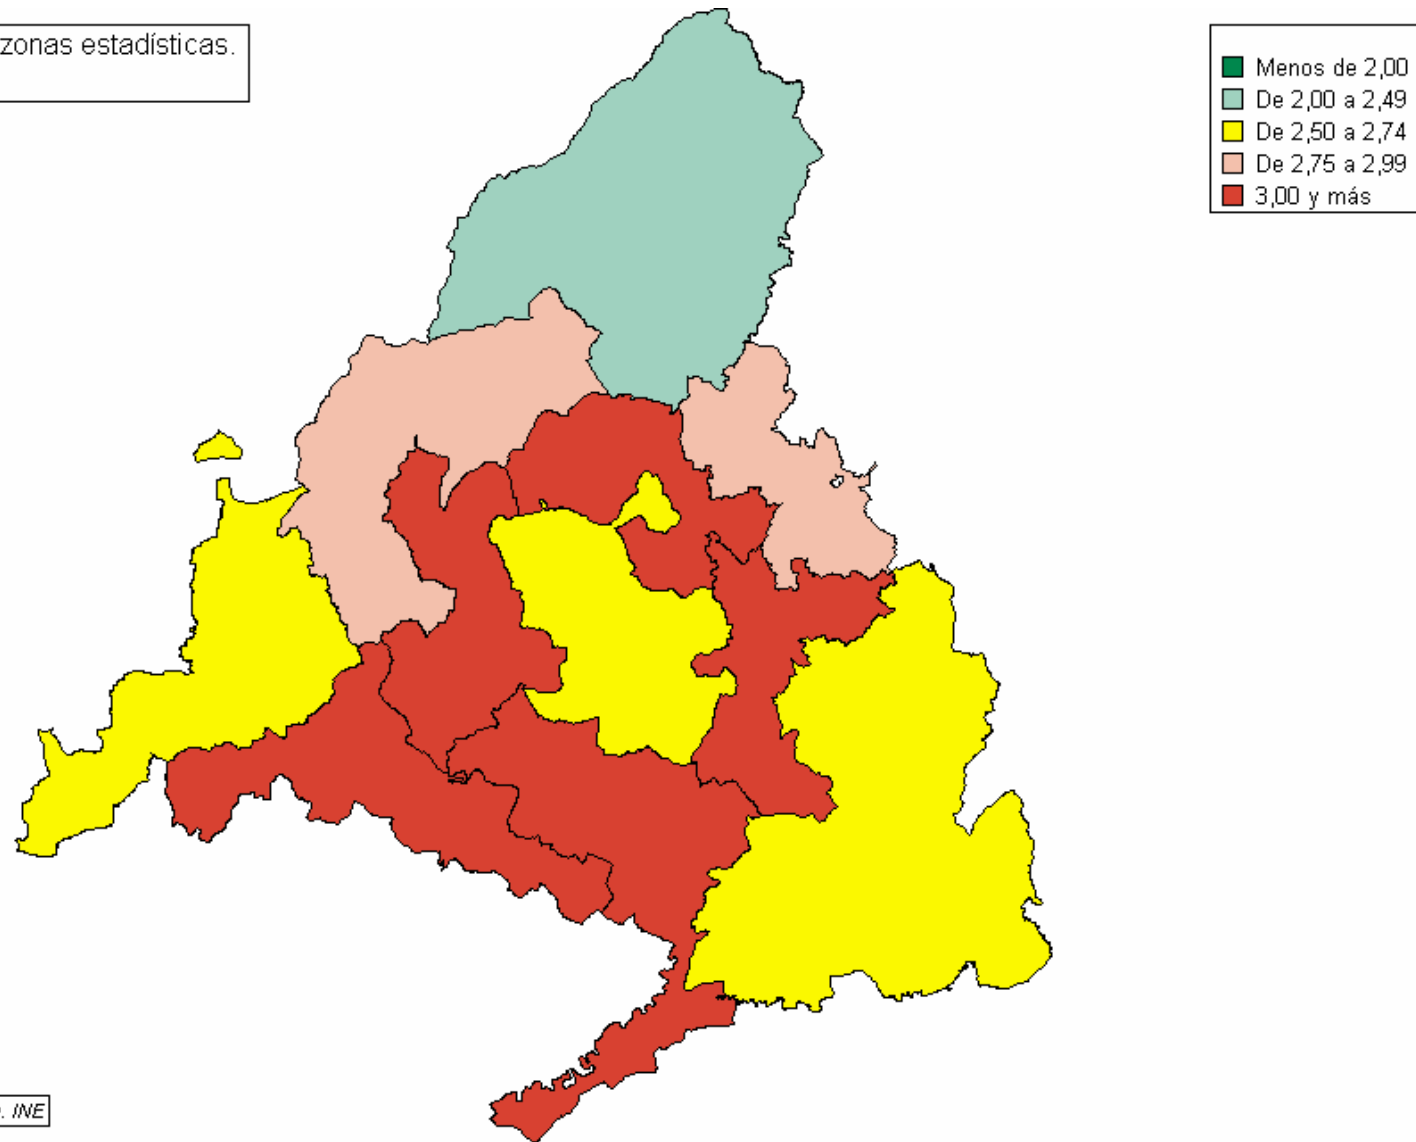 zonas estadísticas.
Menos de 2,00
De 2,00 a 2,49
De 2,50 a 2,74
De 2,75 a 2,99
3,00 y más
. INE